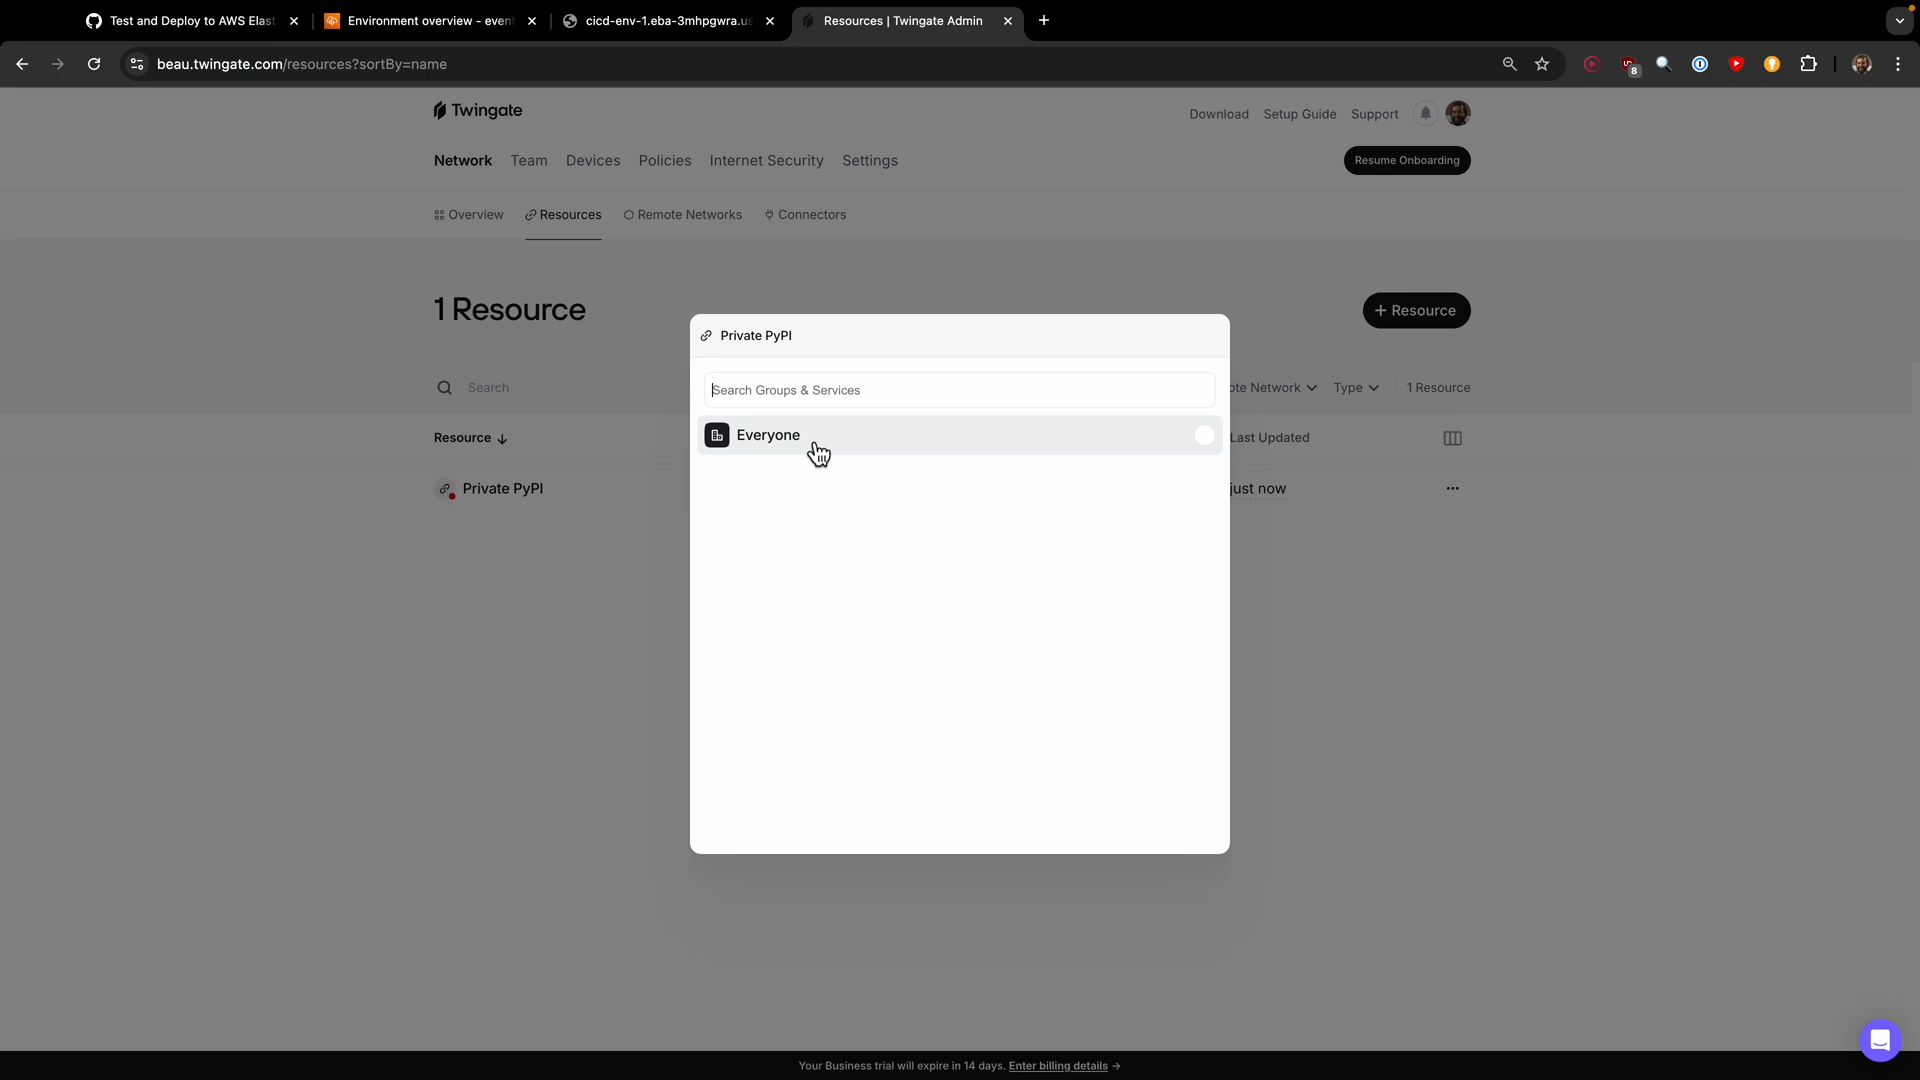 Test and Deploy to AWS Elast
Environment overview - event
cicd-env-1.eba-3mhpgwra.us
Resources | Twingate Admin
beau.twingate.com/resources?sortBy=name
8
Twingate
Download Setup Guide Support
Network Team Devices Policies Internet Security Settings
Resume Onboarding
Overview Resources Remote Networks Connectors
1 Resource
+ Resource
Private PyPI
Search Groups & Services
Search
ote Network Type 1 Resource
Everyone
Resource
Last Updated
Private PyPI
just now
Your Business trial will expire in 14 days. Enter billing details →